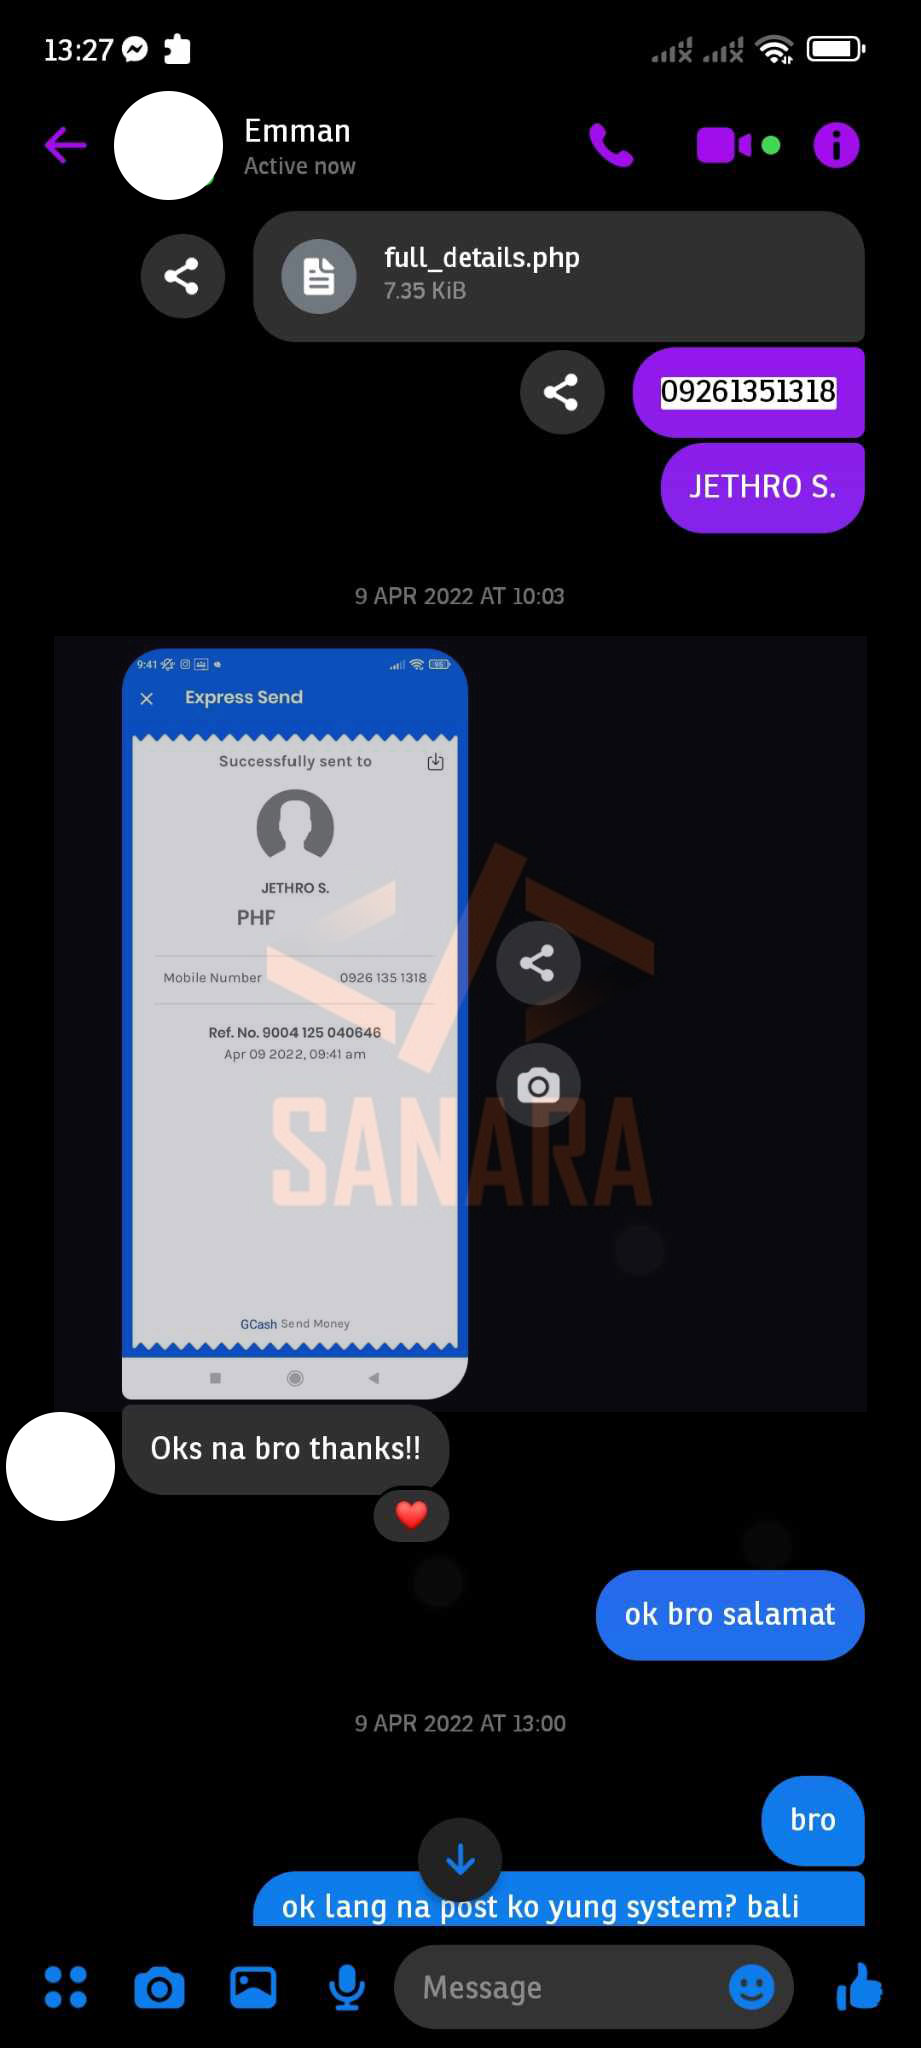 13:27
Emman
Active now
full_details.php
7.35 KiB
09261351318
JETHRO S.
9 APR 2022 AT 10:03
9:41
Express Send
Successfully sent to
JETHRO S.
PHP
Mobile Number 0926 135 1318
Ref. No. 9004 125 040646
Apr 09 2022, 09:41 am
SANARA
GCash Send Money
Oks na bro thanks!!
ok bro salamat
9 APR 2022 AT 13:00
bro
ok lang na post ko yung system? bali
Message